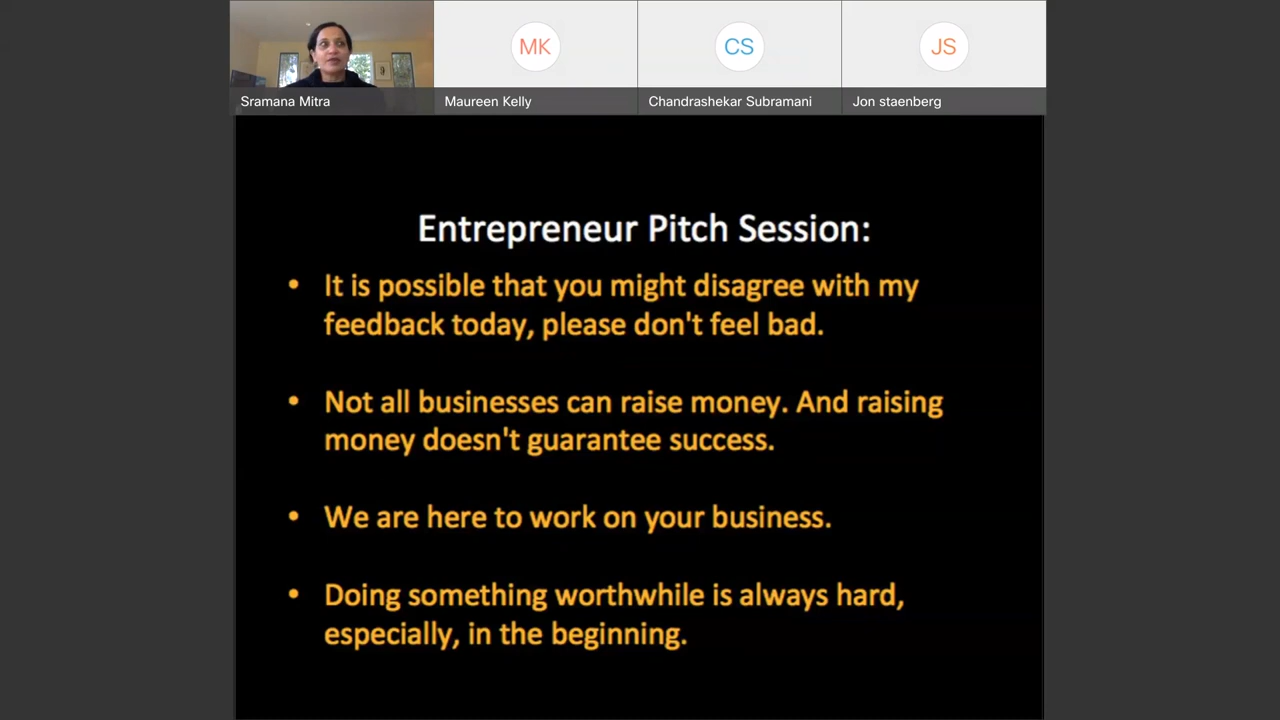 MK
CS
JS
Sramana Mitra
Maureen Kelly
Chandrashekar Subramani
Jon staenberg
Entrepreneur Pitch Session:
• It is possible that you might disagree with my
feedback today, please don't feel bad.
• Not all businesses can raise money. And raising
money doesn't guarantee success.
• We are here to work on your business.
• Doing something worthwhile is always hard,
especially, in the beginning.